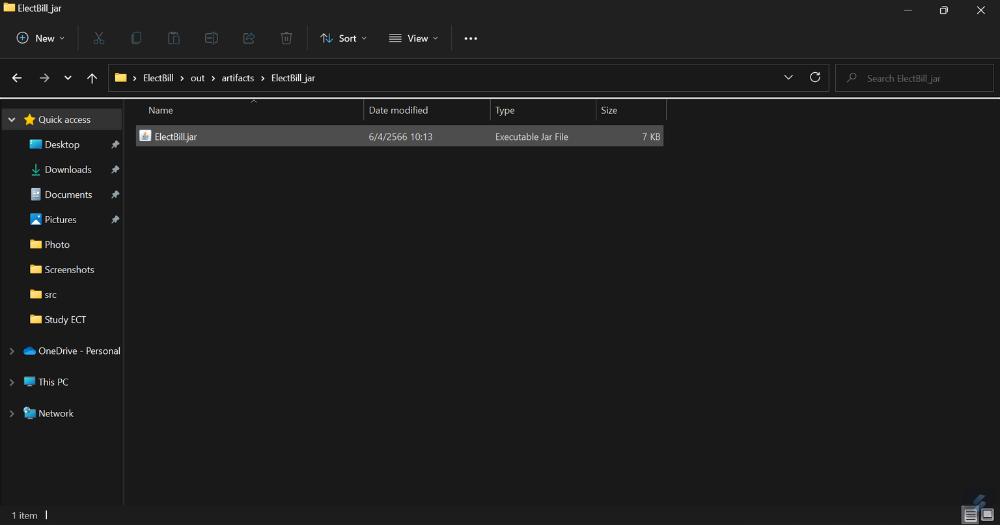 ElectBill_jar
New Sort View
ElectBill out artifacts ElectBill_jar Search ElectBill_jar
Name Date modified Type Size
Quick access
ElectBill.jar 6/4/2566 10:13 Executable Jar File 7 KB
Desktop
Downloads
Documents
Pictures
Photo
Screenshots
src
Study ECT
OneDrive - Personal
This PC
Network
1 item